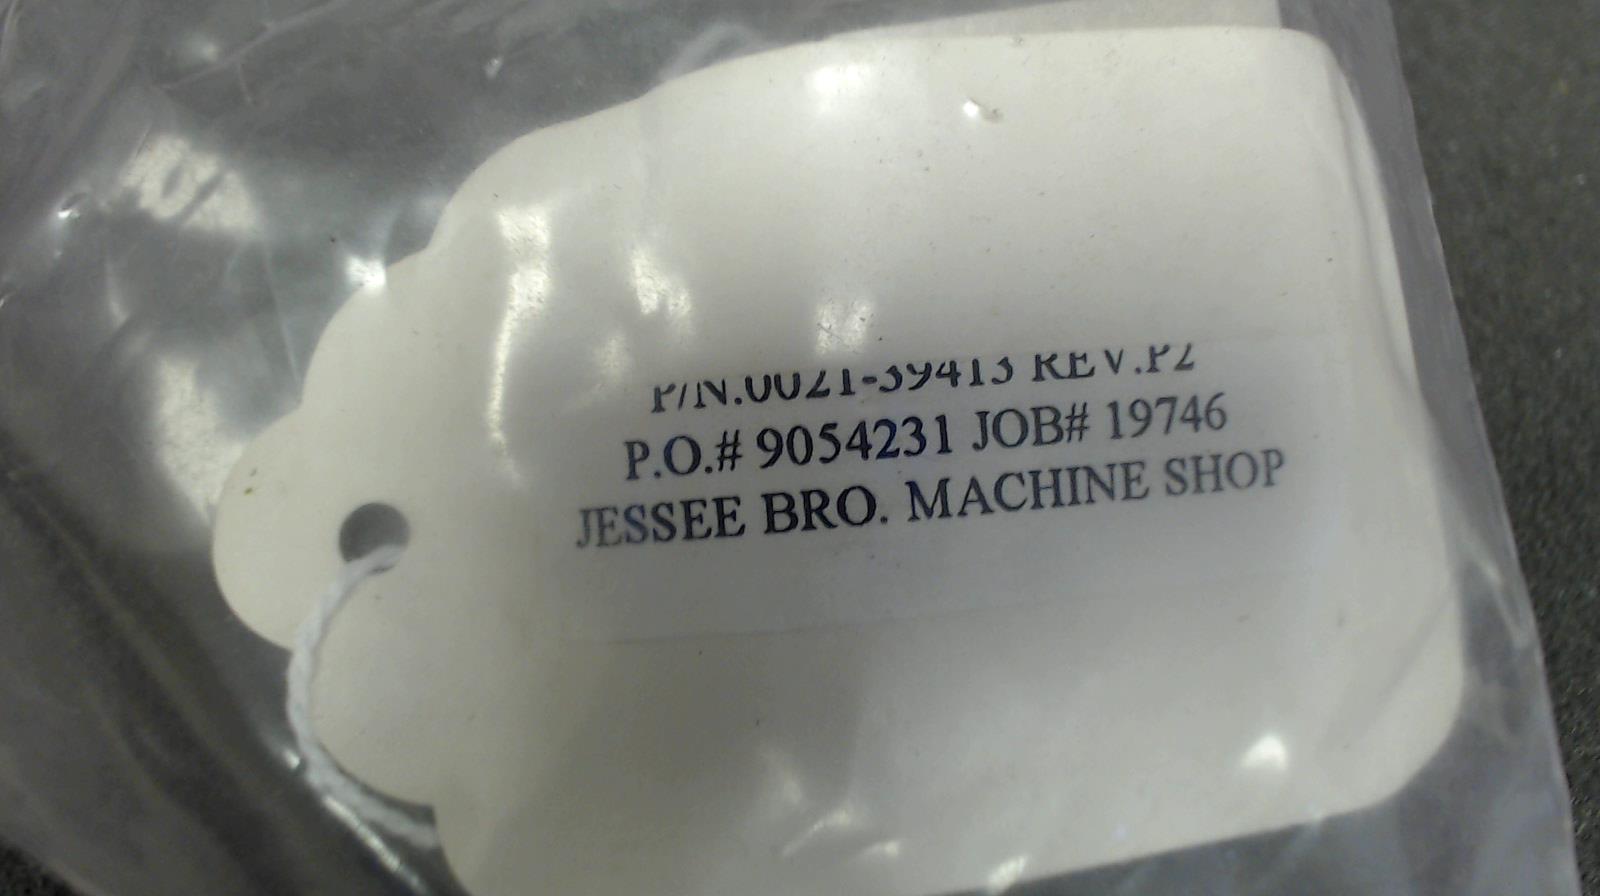 P/N.0021-39413 REV.P2
P.O.# 9054231 JOB# 19746
JESSEE BRO. MACHINE SHOP